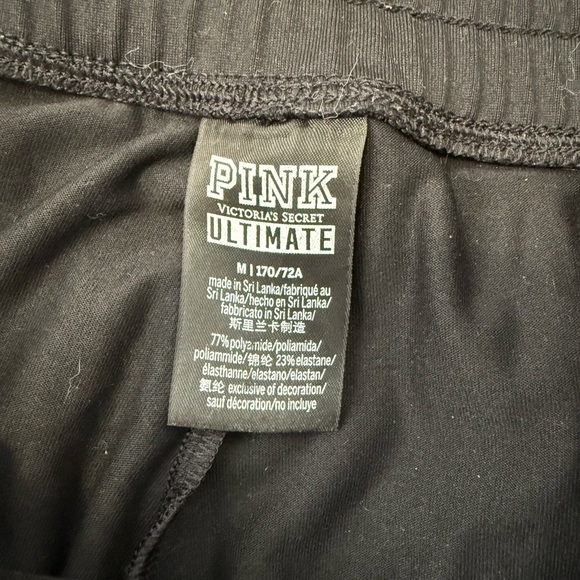 PINK
VICTORIA'S SECRET
ULTIMATE
M | 170/72A
made in Sri Lanka/fabriqué au
Sri Lanka/hecho en Sri Lanka/
fabbricato in Sri Lanka
斯里兰卡制造
77% polyamide/poliamida/
poliammide/锦纶 23% elastane/
élasthanne/elastano/elastan/
氨纶 exclusive of decoration/
sauf décoration/no incluye